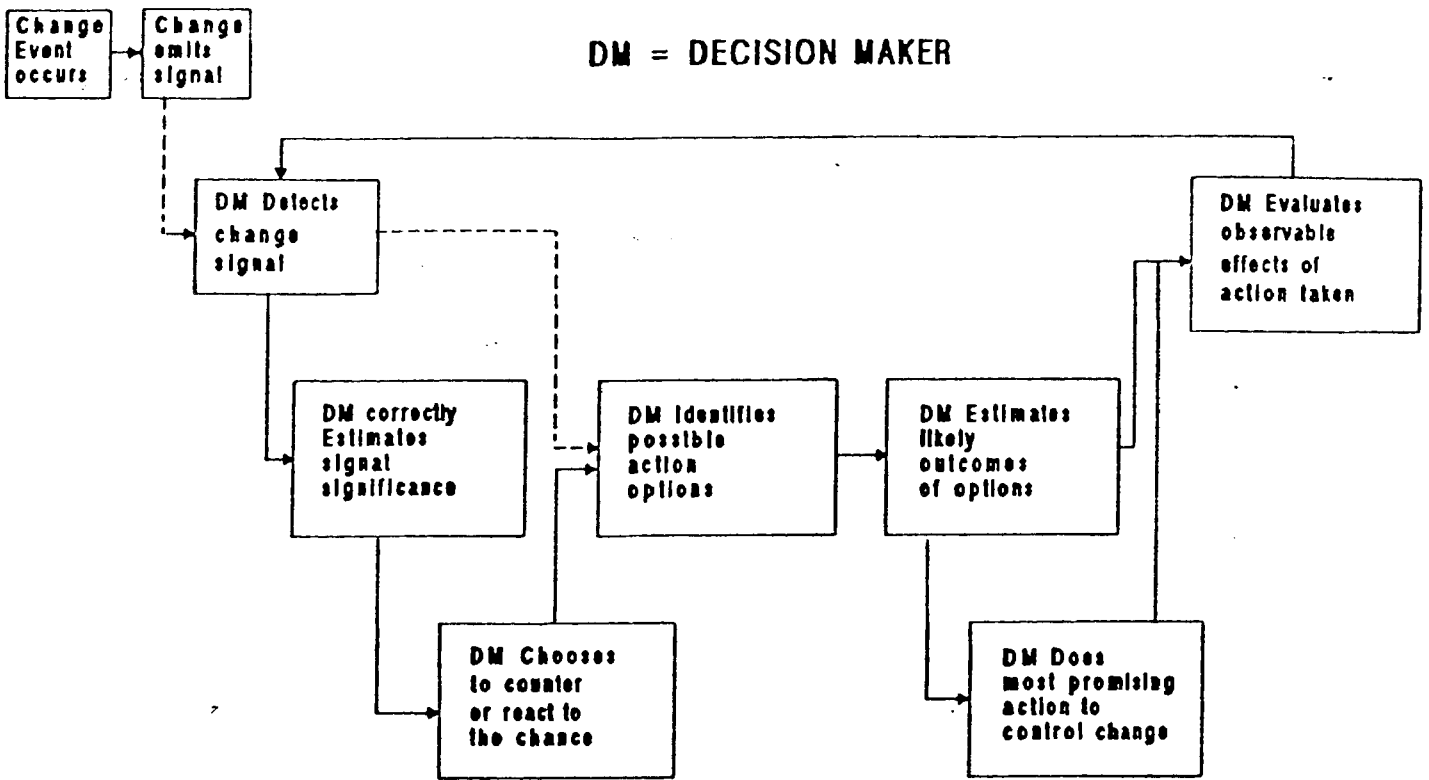 Change
Event
occurs
Change
emits
signal
DM = DECISION MAKER
DM Detects
change
signal
DM Evaluates
observable
effects of
action taken
DM correctly
Estimates
signal
significance
DM Identifies
possible
action
options
DM Estimates
likely
outcomes
of options
DM Chooses
to counter
or react to
the chance
DM Does
most promising
action to
control change